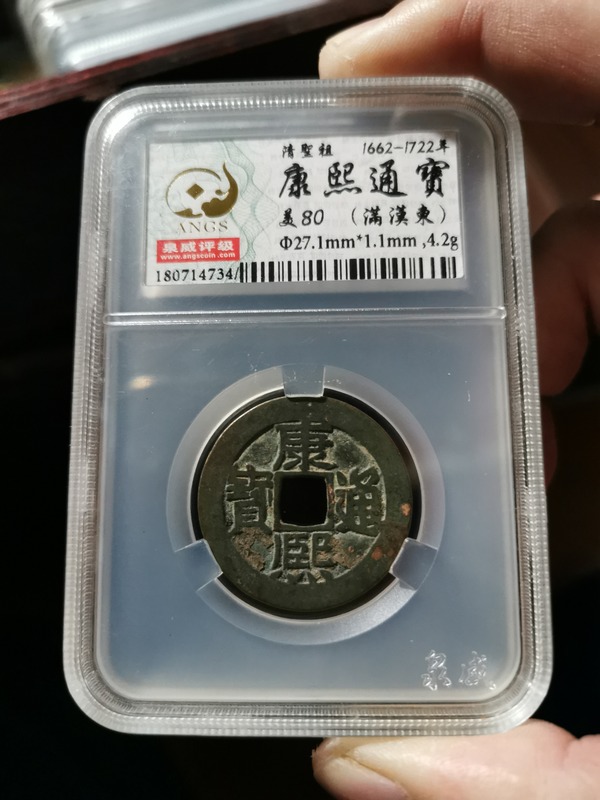 清聖祖 1662-1722年
康熙通寶
美80 (滿漢東)
Φ27.1mm*1.1mm ,4.2g
ANGS
泉威评级
www.angscoin.com
180714734/
康熙通寶
泉威